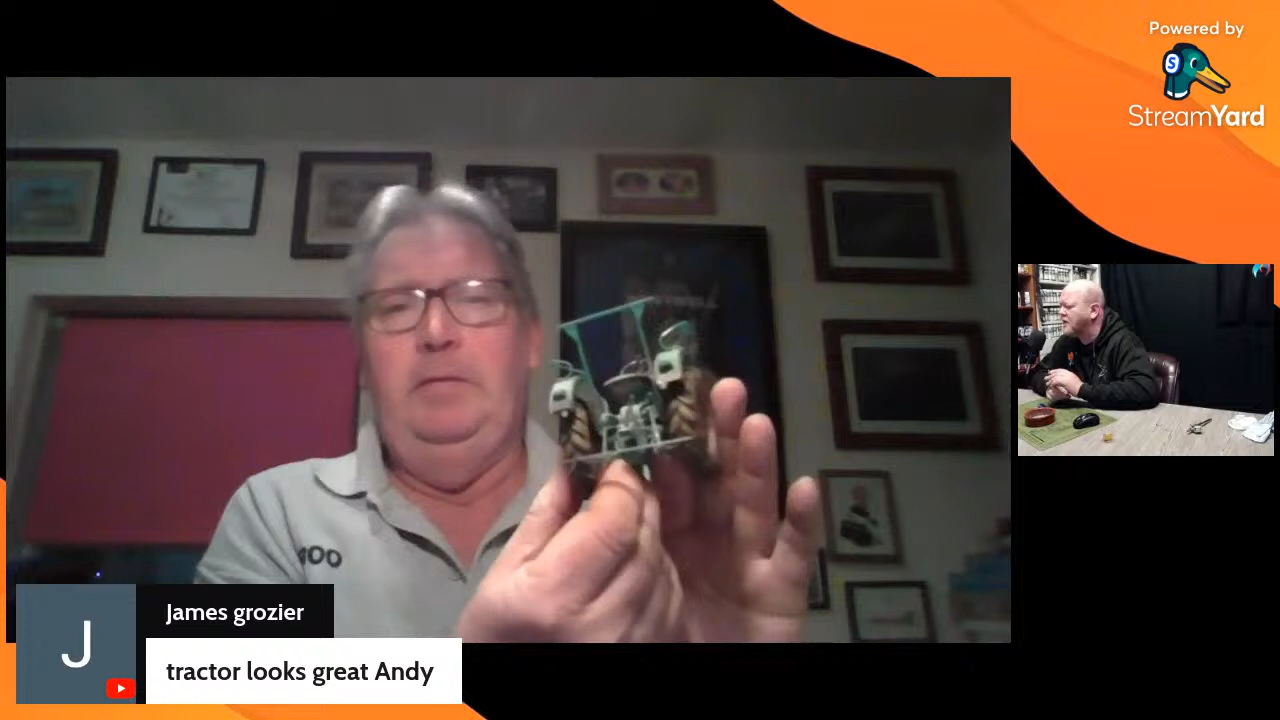 Powered by
StreamYard
James grozier
tractor looks great Andy
J
S